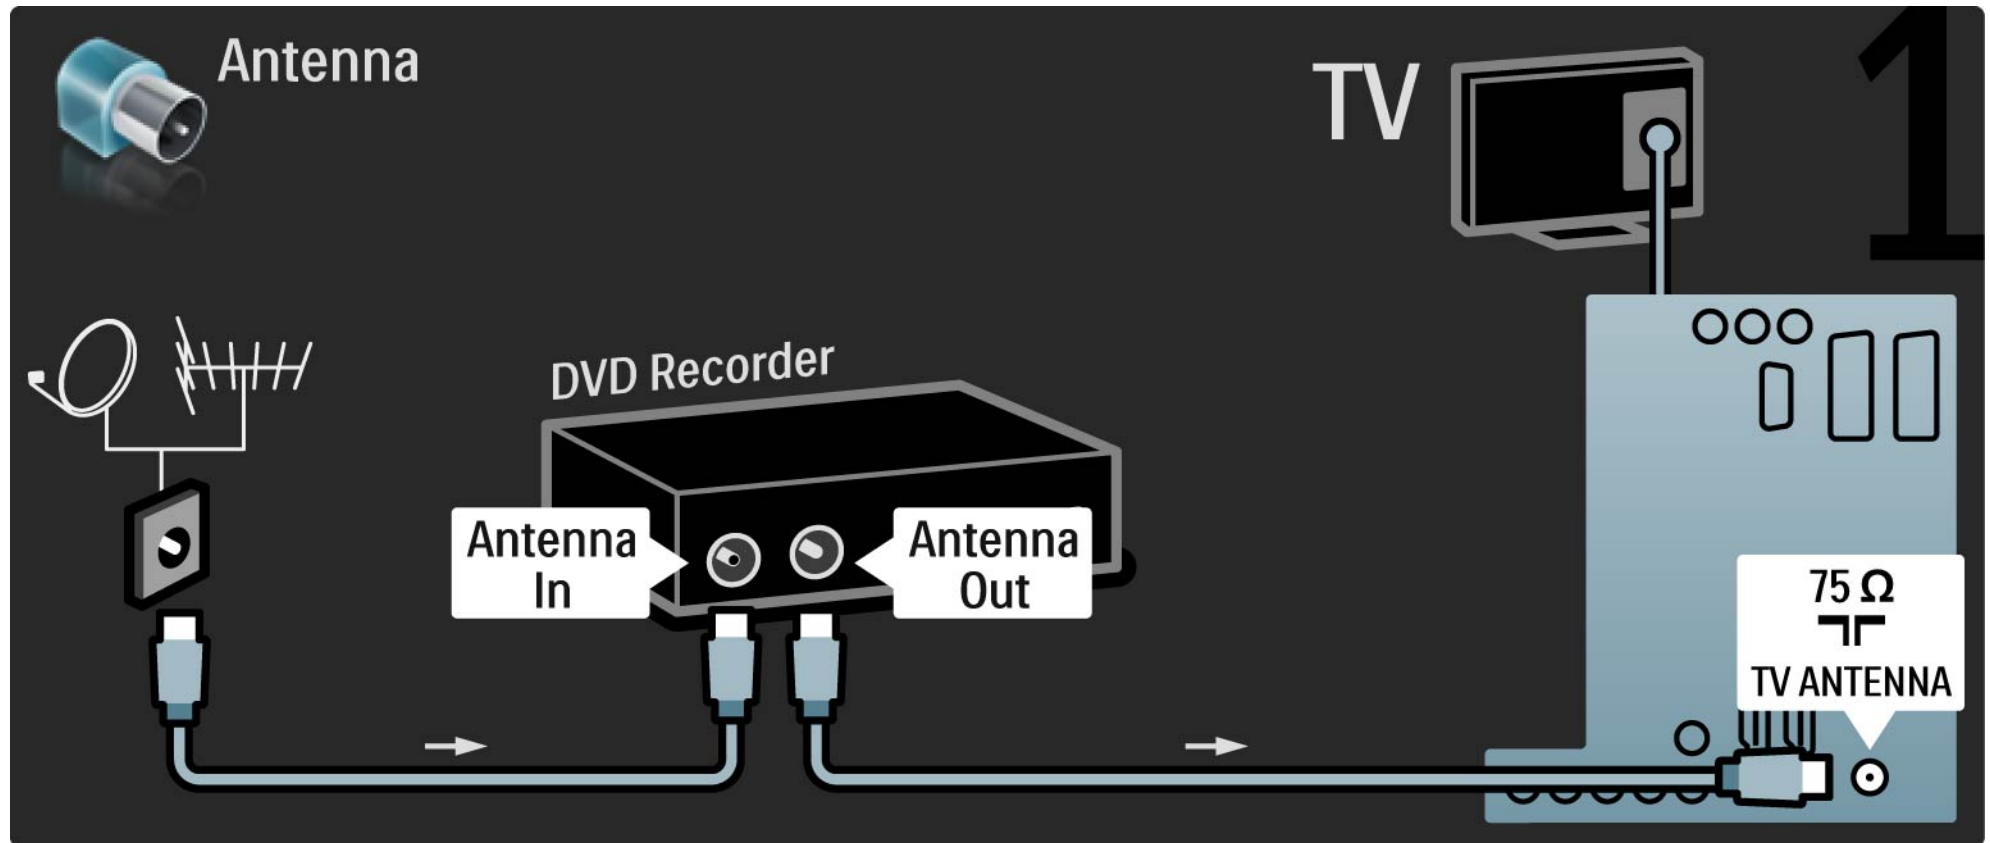 Antenna
TV
1
DVD Recorder
Antenna
In
Antenna
Out
75 Ω
TV ANTENNA